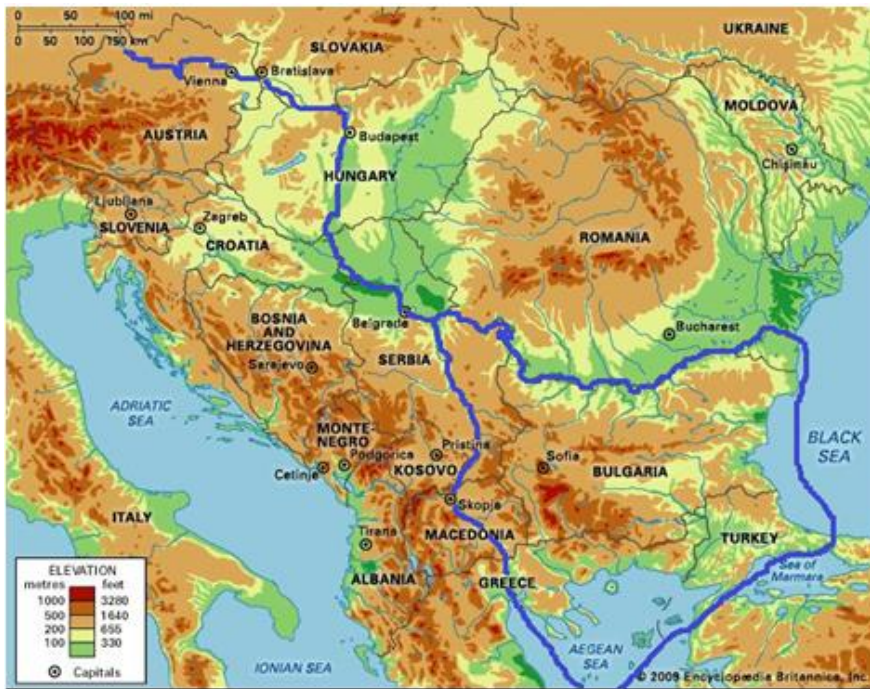 0 50 100 mi
0 50 100 150 km
SLOVAKIA
UKRAINE
Vienna
Bratislava
MOLDOVA
AUSTRIA
Budapest
Chișinău
HUNGARY
Ljubljana
SLOVENIA
Zagreb
CROATIA
ROMANIA
BOSNIA
AND
HERZEGOVINA
Belgrade
Bucharest
SERBIA
Sarajevo
ADRIATIC
SEA
MONTE-
NEGRO
Podgorica
Pristina
KOSOVO
Sofia
BULGARIA
BLACK
SEA
Cetinje
Skopje
ITALY
MACEDONIA
Tirana
TURKEY
ALBANIA
GREECE
Sea of
Marmara
ELEVATION
metres feet
1000 3280
500 1640
200 655
100 330
Capitals
IONIAN SEA
AEGEAN
SEA
© 2009 Encyclopædia Britannica, Inc.